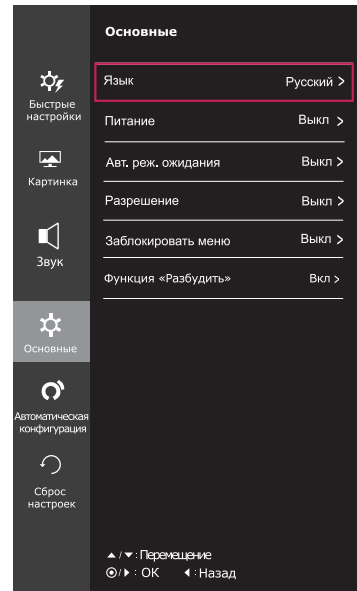 Основные
Быстрые
настройки
Картинка
Звук
Основные
Автоматическая
конфигурация
Сброс
настроек
Язык Русский >
Питание Выкл >
Авт. реж. ожидания Выкл >
Разрешение Выкл >
Заблокировать меню Выкл >
Функция «Разбудить» Вкл >
▲ / ▼ : Перемещение
◉/▶ : ОК ◀ : Назад